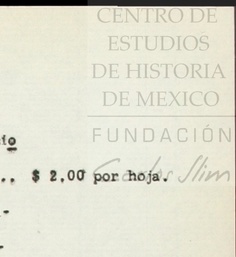 CENTRO DE
ESTUDIOS
DE HISTORIA
DE MEXICO
FUNDACIÓN
Carlos Slim
io
.. $ 2,00 por hoja.